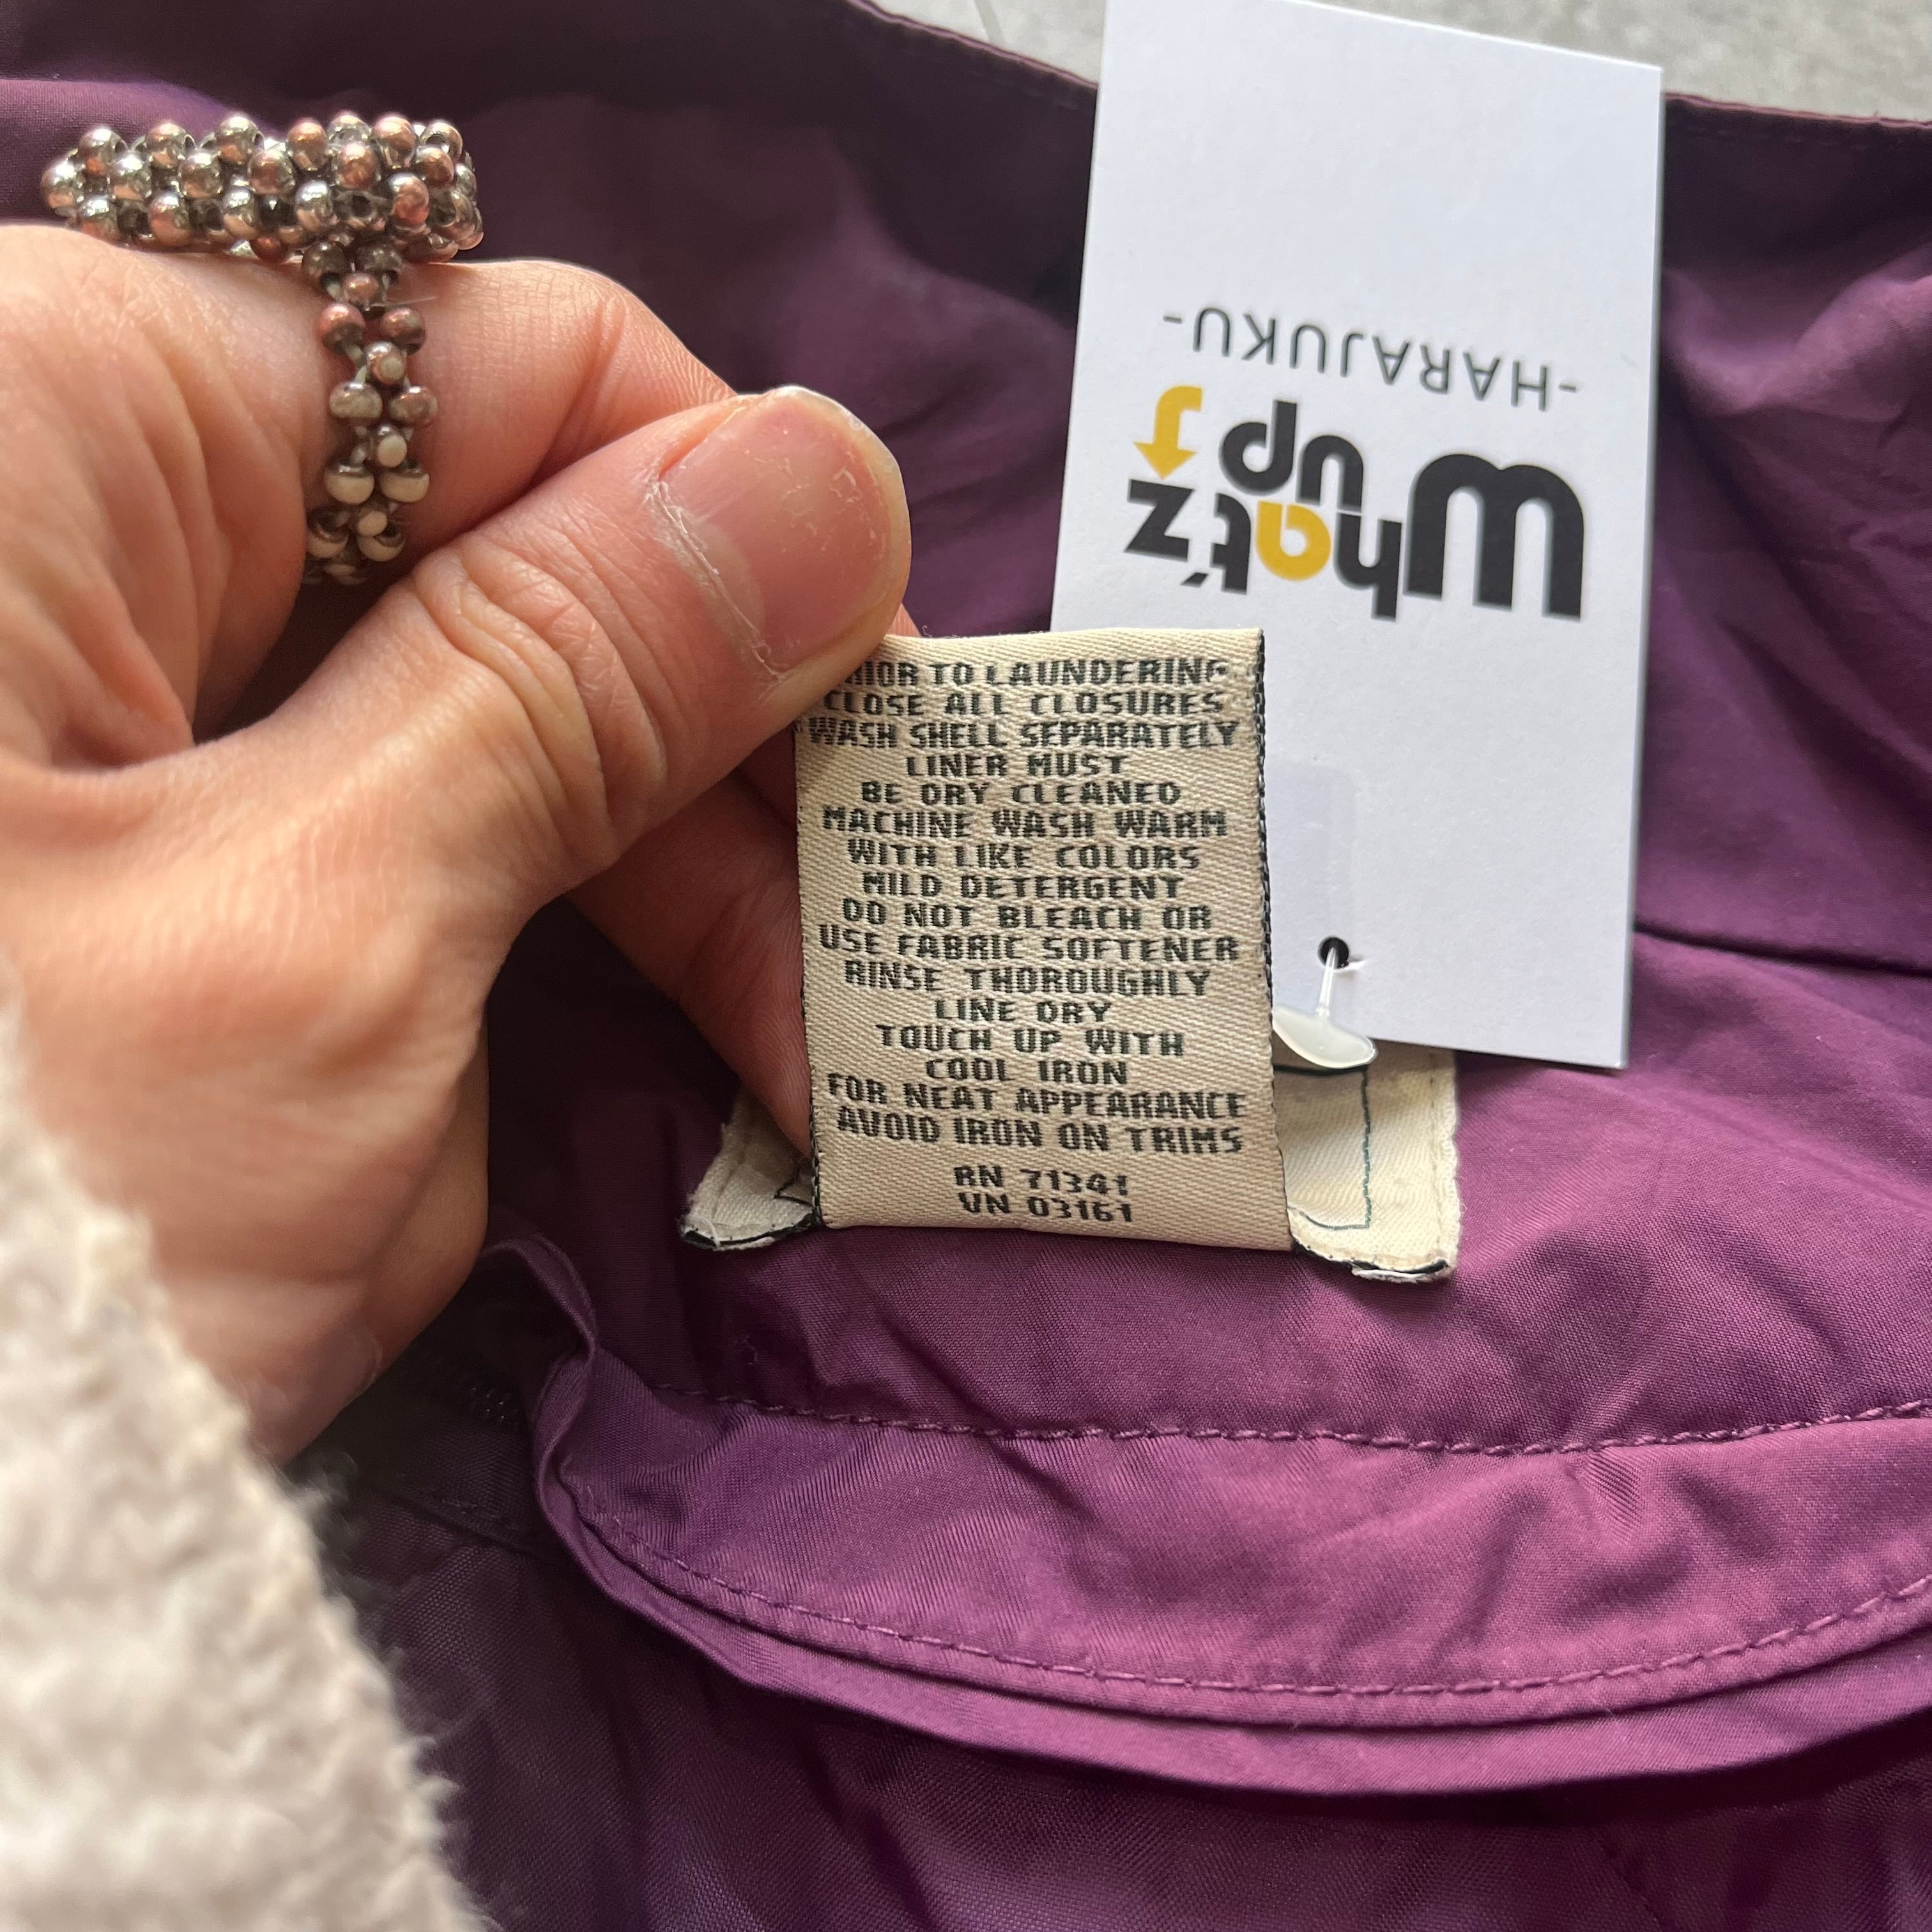 -HARAJUKU-
What'z up
PRIOR TO LAUNDERING
CLOSE ALL CLOSURES
WASH SHELL SEPARATELY
LINER MUST
BE DRY CLEANED
MACHINE WASH WARM
WITH LIKE COLORS
MILD DETERGENT
DO NOT BLEACH OR
USE FABRIC SOFTENER
RINSE THOROUGHLY
LINE DRY
TOUCH UP WITH
COOL IRON
FOR NEAT APPEARANCE
AVOID IRON ON TRIMS
RN 71341
VN 03161